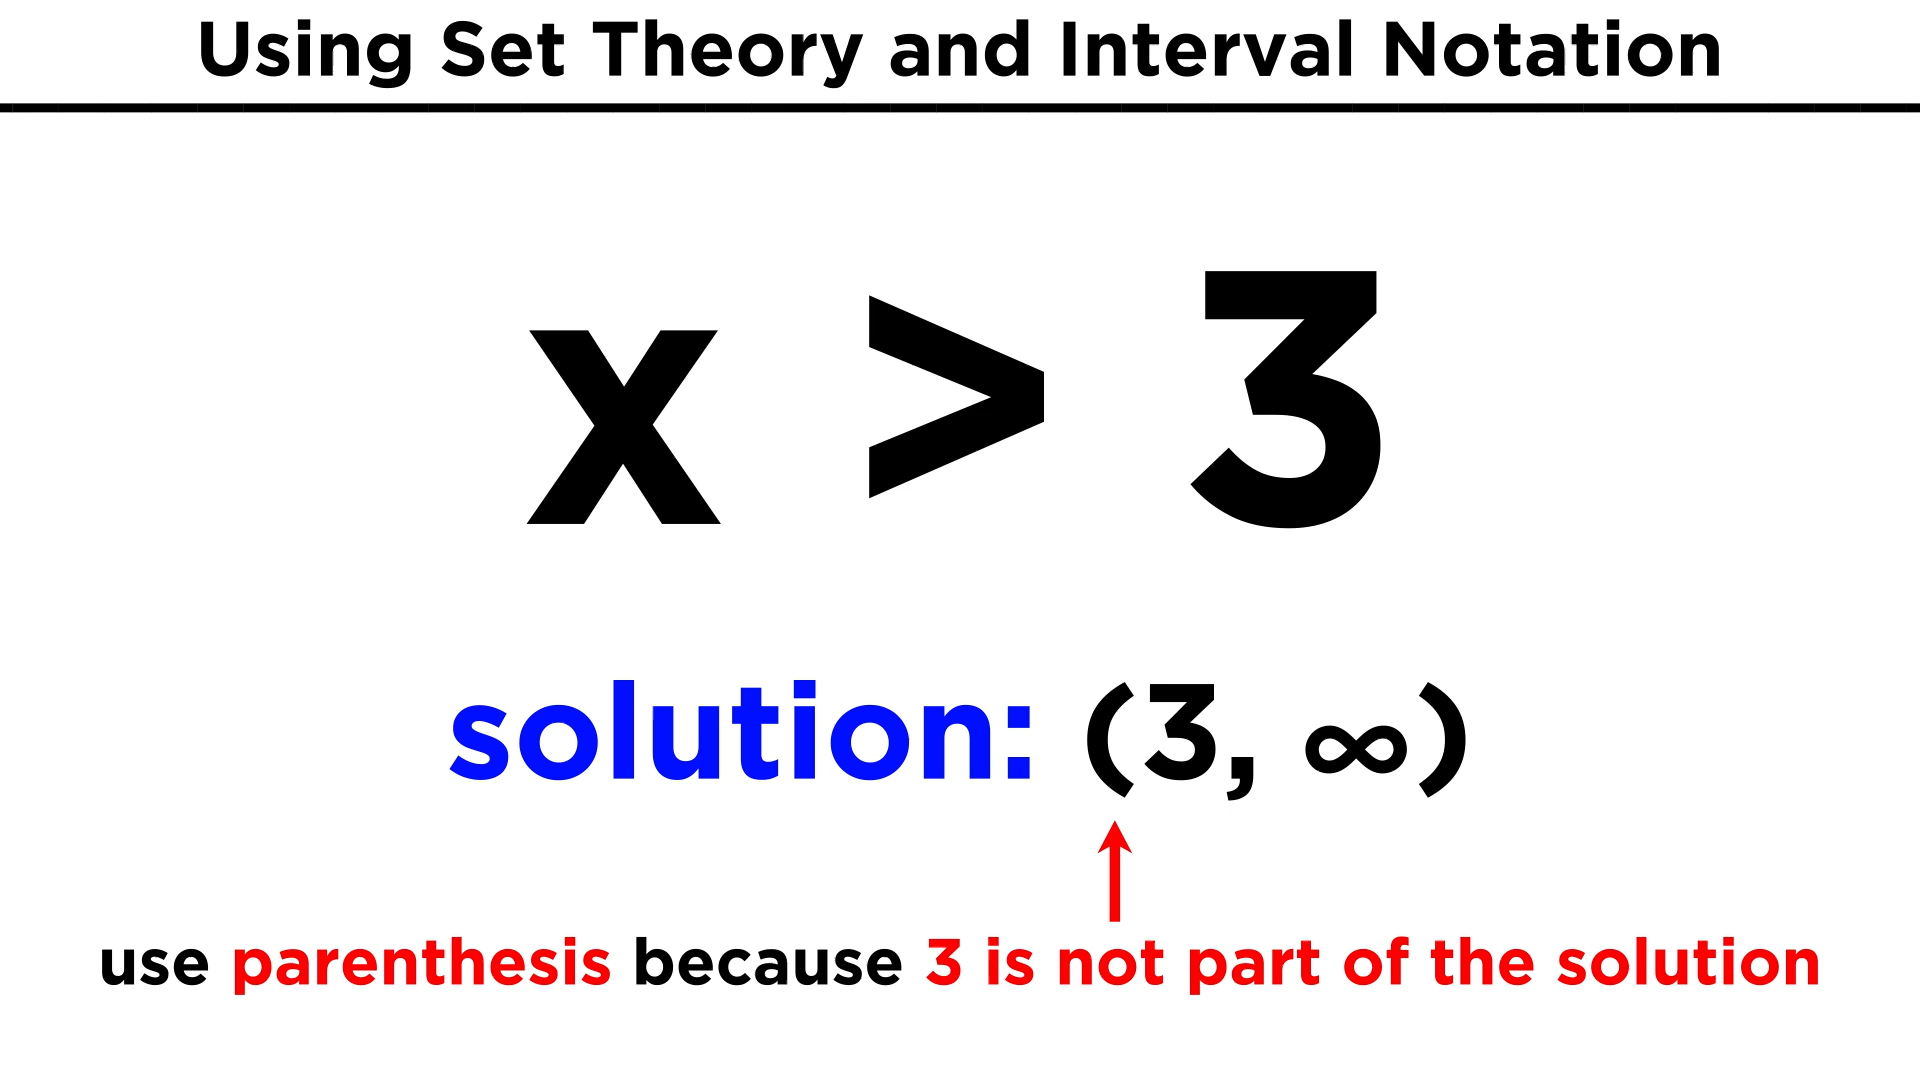 Using Set Theory and Interval Notation
x > 3
solution: (3, ∞)
use parenthesis because 3 is not part of the solution